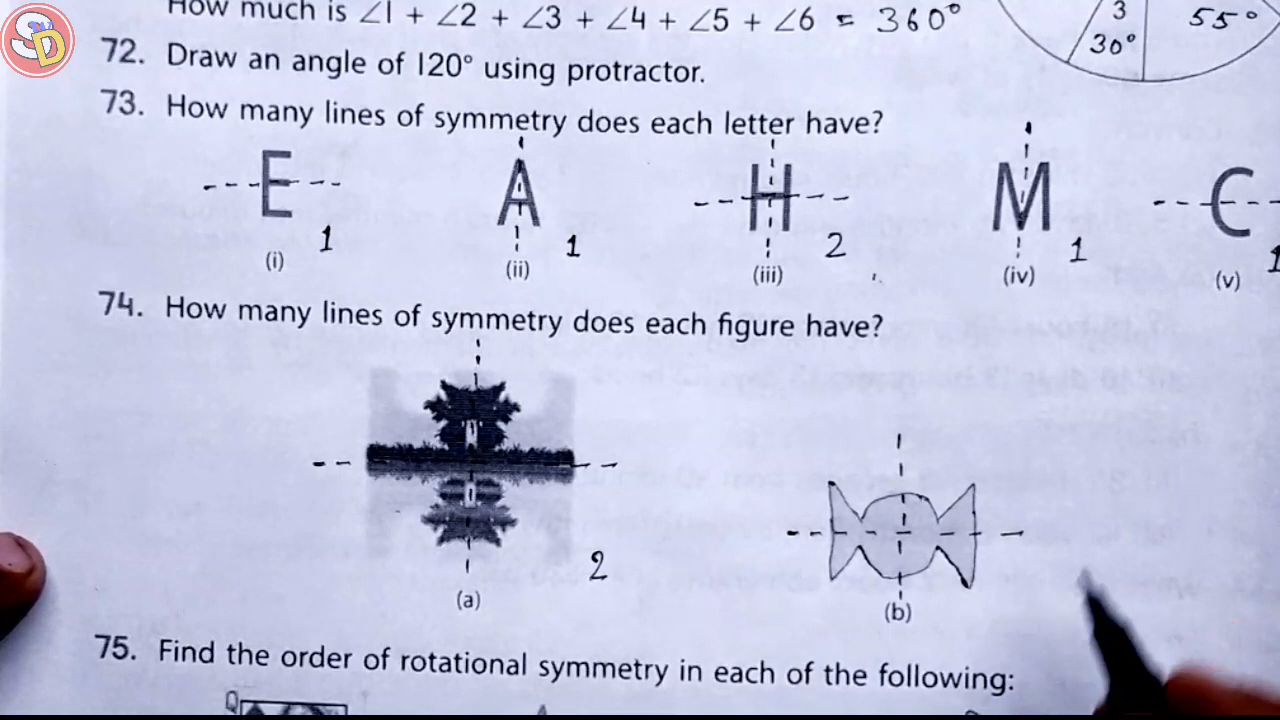 SD
How much is ∠1 + ∠2 + ∠3 + ∠4 + ∠5 + ∠6 = 360°
3
30°
55°
72. Draw an angle of 120° using protractor.
73. How many lines of symmetry does each letter have?
E A H M C
1 1 2 1 1
(i) (ii) (iii) (iv) (v)
74. How many lines of symmetry does each figure have?
2
(a) (b)
75. Find the order of rotational symmetry in each of the following:
Q